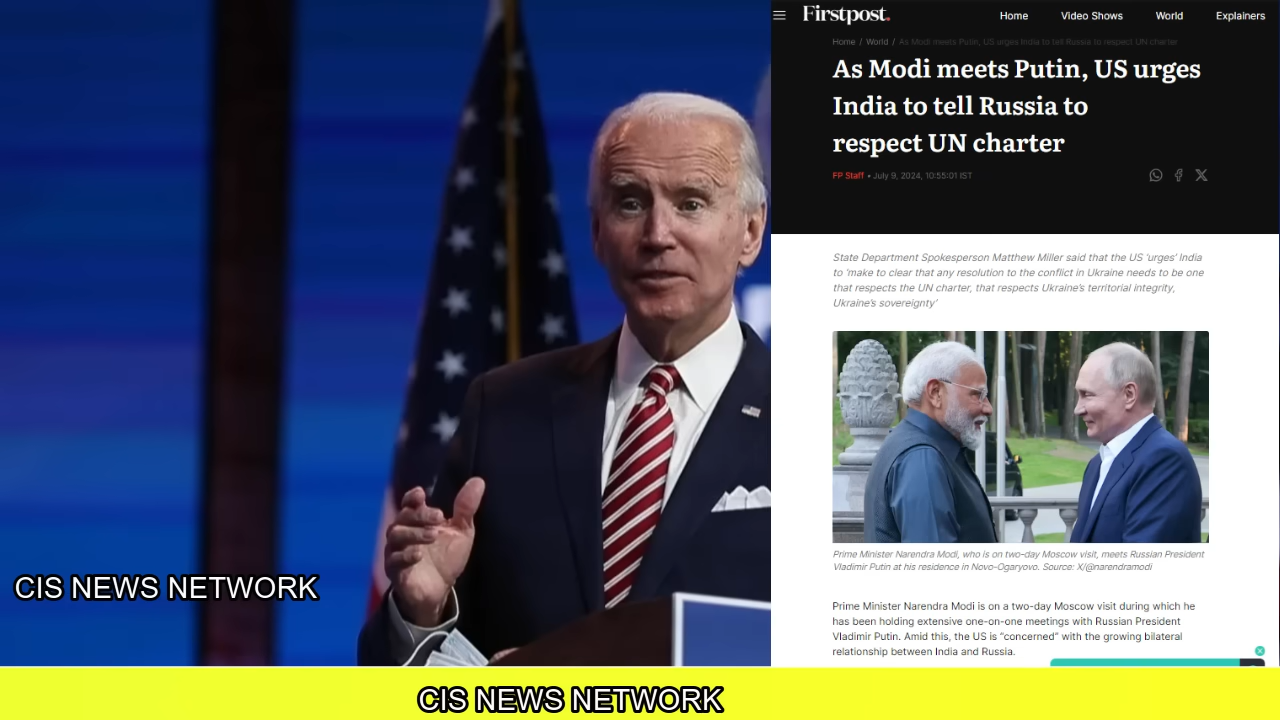 Firstpost.
Home Video Shows World Explainers
Home / World / As Modi meets Putin, US urges India to tell Russia to respect UN charter
As Modi meets Putin, US urges
India to tell Russia to
respect UN charter
FP Staff • July 9, 2024, 10:55:01 IST
State Department Spokesperson Matthew Miller said that the US ‘urges’ India
to ‘make to clear that any resolution to the conflict in Ukraine needs to be one
that respects the UN charter, that respects Ukraine’s territorial integrity,
Ukraine’s sovereignty’
Prime Minister Narendra Modi, who is on two-day Moscow visit, meets Russian President
Vladimir Putin at his residence in Novo-Ogaryovo. Source: X/@narendramodi
Prime Minister Narendra Modi is on a two-day Moscow visit during which he
has been holding extensive one-on-one meetings with Russian President
Vladimir Putin. Amid this, the US is “concerned” with the growing bilateral
relationship between India and Russia.
CIS NEWS NETWORK
CIS NEWS NETWORK